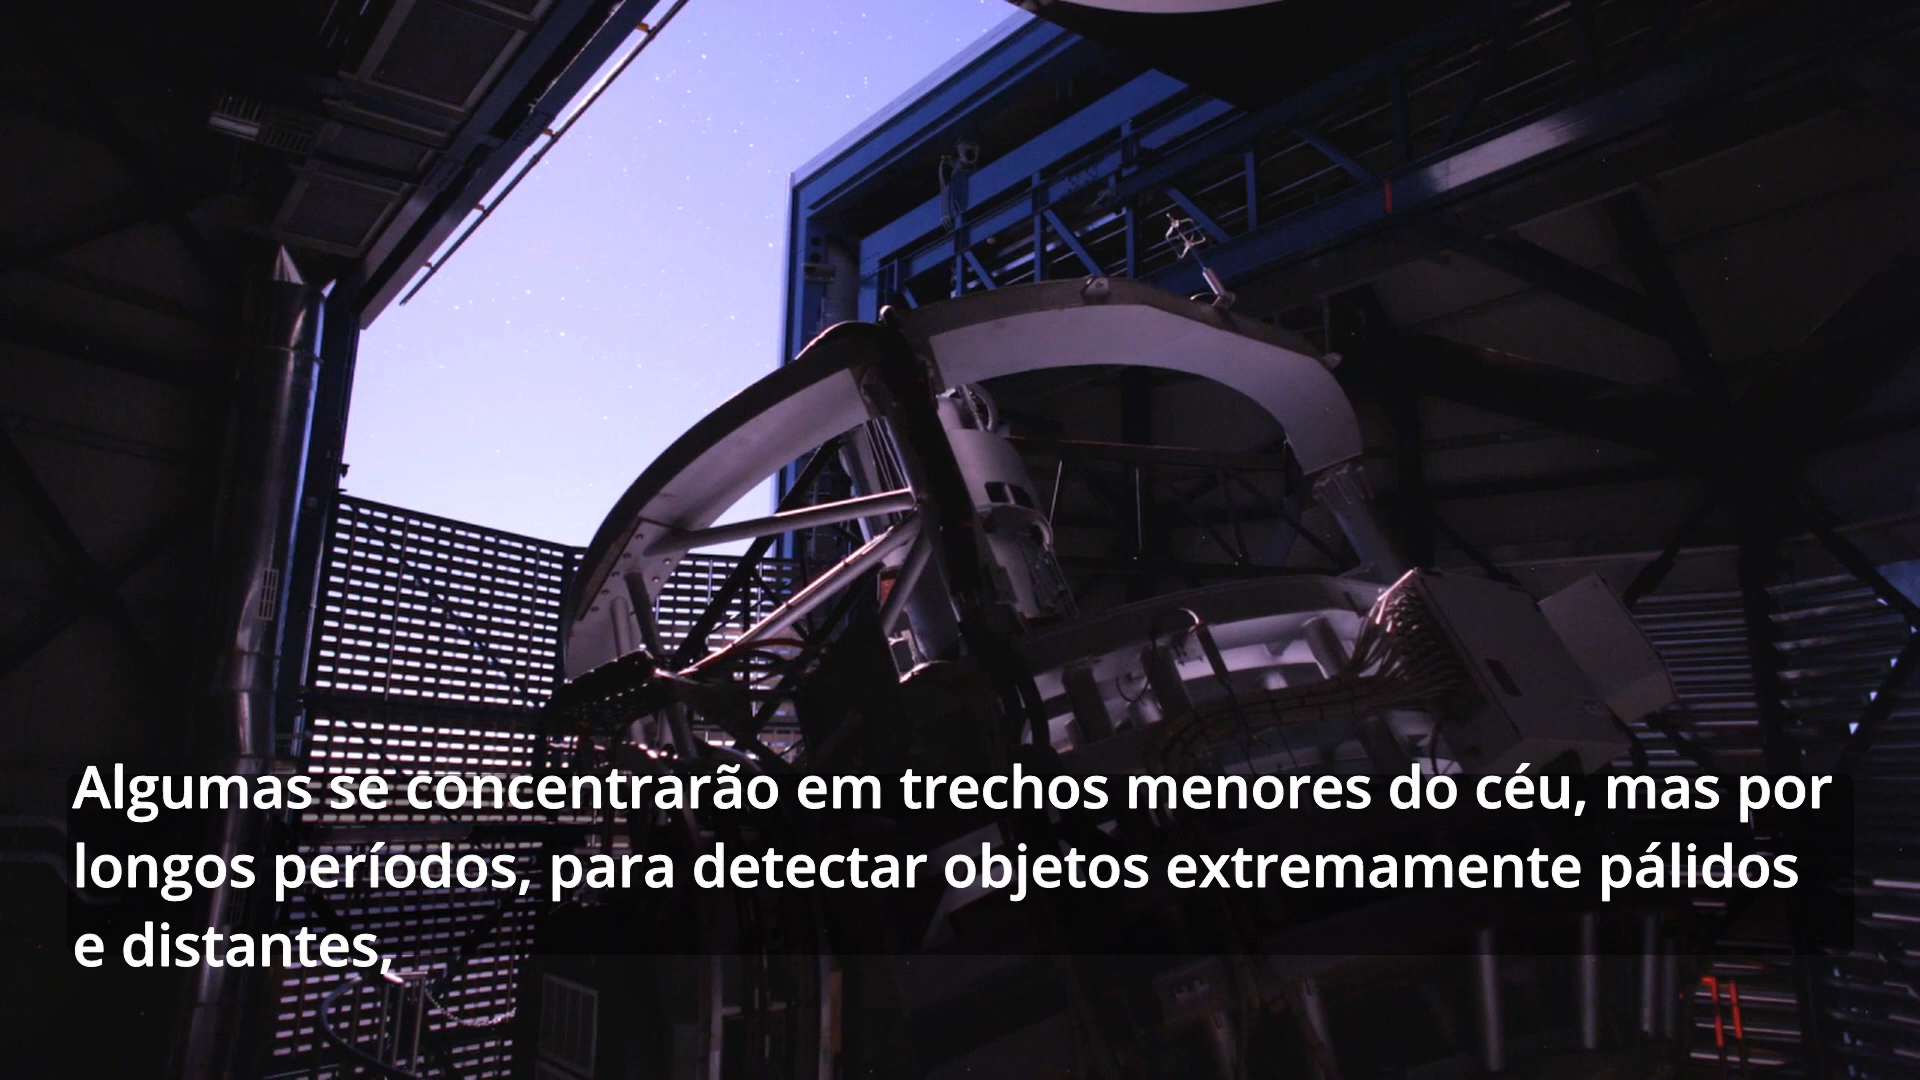 Algumas se concentrarão em trechos menores do céu, mas por
longos períodos, para detectar objetos extremamente pálidos
e distantes,